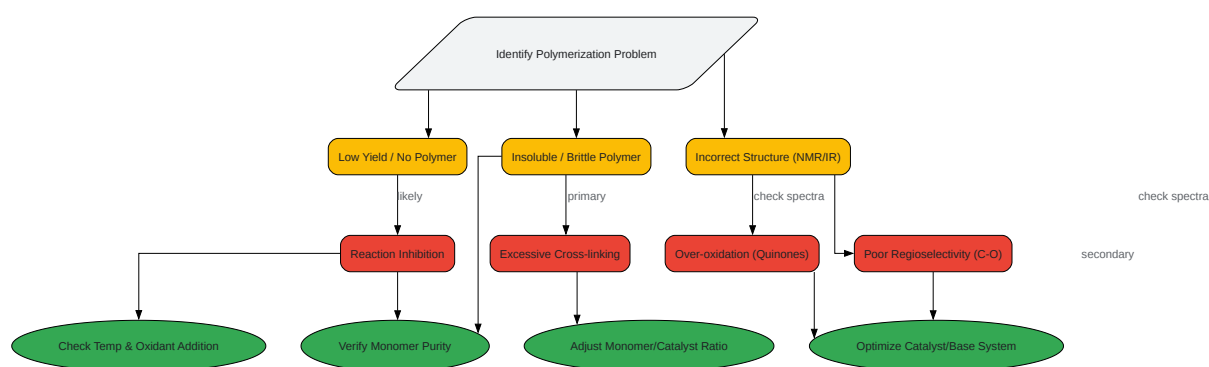 Identify Polymerization Problem
Low Yield / No Polymer
Insoluble / Brittle Polymer
Incorrect Structure (NMR/IR)
likely
primary
check spectra
check spectra
Reaction Inhibition
Excessive Cross-linking
Over-oxidation (Quinones)
Poor Regioselectivity (C-O)
secondary
Check Temp & Oxidant Addition
Verify Monomer Purity
Adjust Monomer/Catalyst Ratio
Optimize Catalyst/Base System